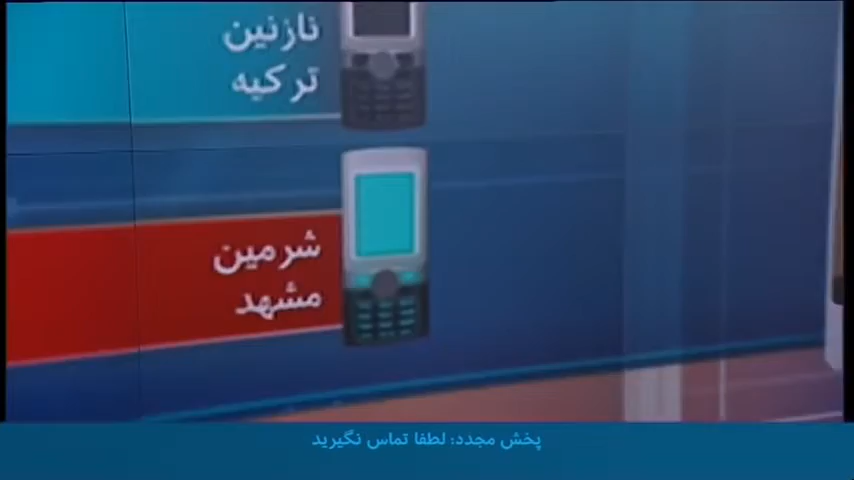 نازنین
ترکیه
شرمین
مشهد
پخش مجدد: لطفا تماس نگیرید